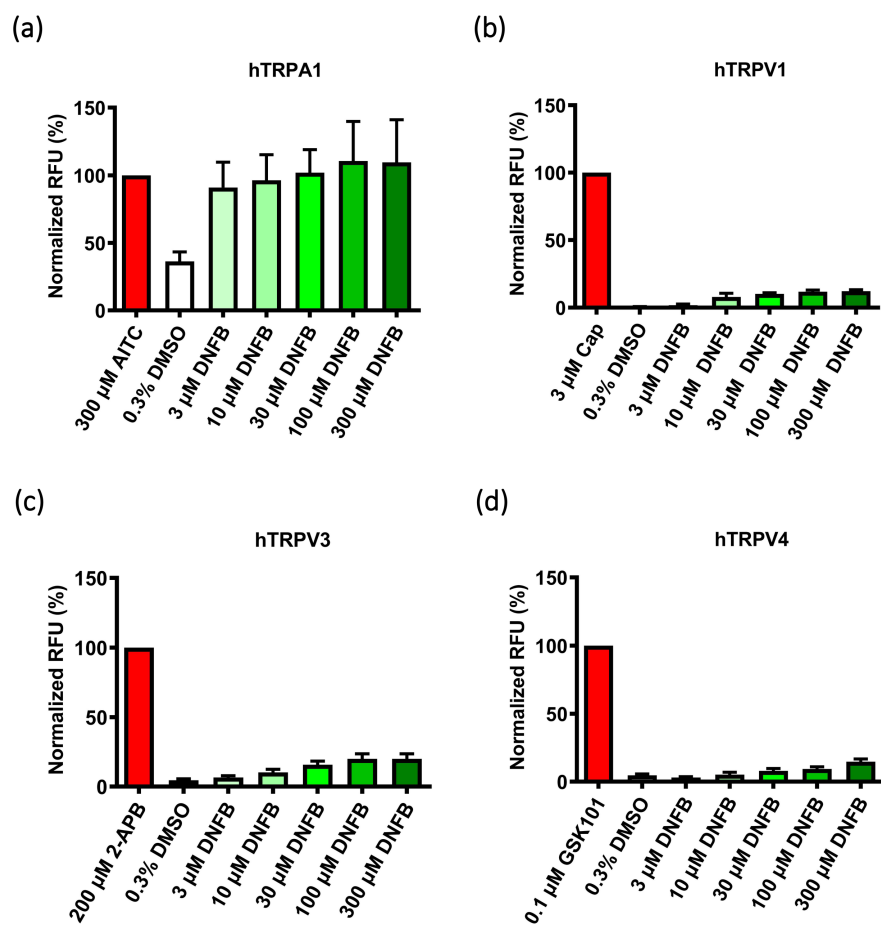 (a)
hTRPA1
Normalized RFU (%)
150
100
50
0
300 µM AITC
0.3% DMSO
3 µM DNFB
10 µM DNFB
30 µM DNFB
100 µM DNFB
300 µM DNFB
(b)
hTRPV1
Normalized RFU (%)
150
100
50
0
3 µM Cap
0.3% DMSO
3 µM DNFB
10 µM DNFB
30 µM DNFB
100 µM DNFB
300 µM DNFB
(c)
hTRPV3
Normalized RFU (%)
150
100
50
0
200 µM 2-APB
0.3% DMSO
3 µM DNFB
10 µM DNFB
30 µM DNFB
100 µM DNFB
300 µM DNFB
(d)
hTRPV4
Normalized RFU (%)
150
100
50
0
0.1 µM GSK101
0.3% DMSO
3 µM DNFB
10 µM DNFB
30 µM DNFB
100 µM DNFB
300 µM DNFB